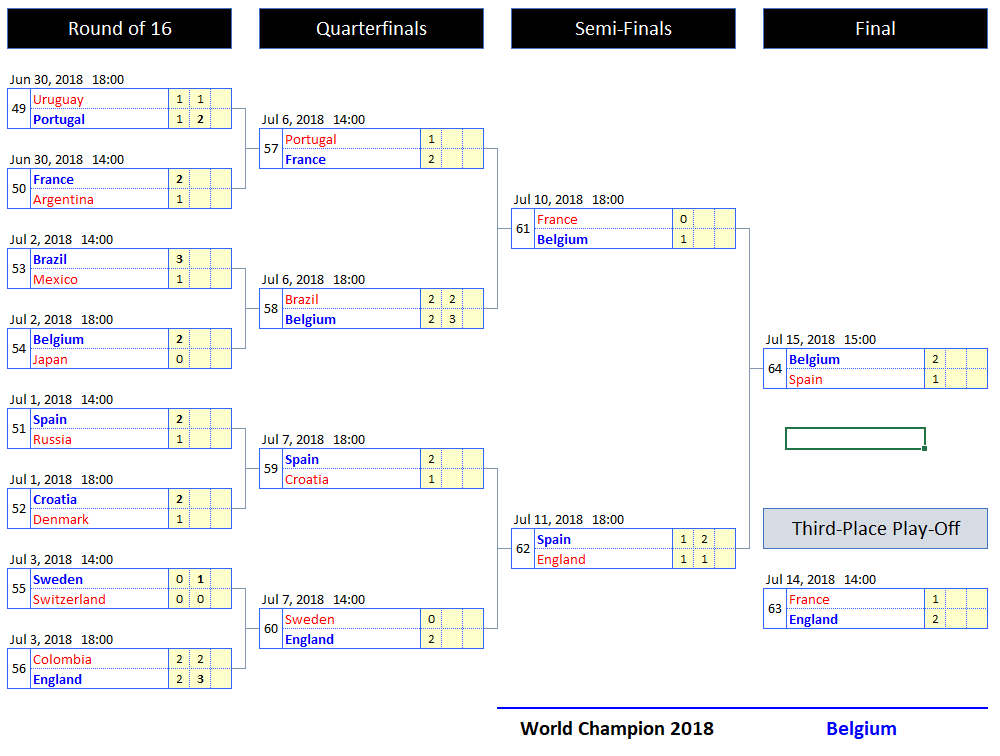 Round of 16
Quarterfinals
Semi-Finals
Final
Jun 30, 2018 18:00
49
Uruguay 1 1
Portugal 1 2
Jun 30, 2018 14:00
50
France 2
Argentina 1
Jul 2, 2018 14:00
53
Brazil 3
Mexico 1
Jul 2, 2018 18:00
54
Belgium 2
Japan 0
Jul 1, 2018 14:00
51
Spain 2
Russia 1
Jul 1, 2018 18:00
52
Croatia 2
Denmark 1
Jul 3, 2018 14:00
55
Sweden 0 1
Switzerland 0 0
Jul 3, 2018 18:00
56
Colombia 2 2
England 2 3
Jul 6, 2018 14:00
57
Portugal 1
France 2
Jul 6, 2018 18:00
58
Brazil 2 2
Belgium 2 3
Jul 7, 2018 18:00
59
Spain 2
Croatia 1
Jul 7, 2018 14:00
60
Sweden 0
England 2
Jul 10, 2018 18:00
61
France 0
Belgium 1
Jul 11, 2018 18:00
62
Spain 1 2
England 1 1
Jul 15, 2018 15:00
64
Belgium 2
Spain 1
Third-Place Play-Off
Jul 14, 2018 14:00
63
France 1
England 2
World Champion 2018 Belgium